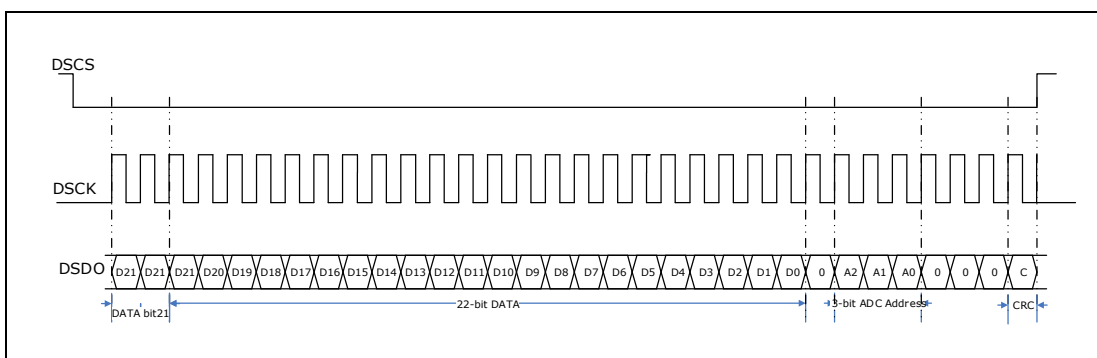 DSCS
DSCK
DSDO D21 D21 D21 D20 D19 D18 D17 D16 D15 D14 D13 D12 D11 D10 D9 D8 D7 D6 D5 D4 D3 D2 D1 D0 0 A2 A1 A0 0 0 0 C
DATA bit21 22-bit DATA 3-bit ADC Address CRC